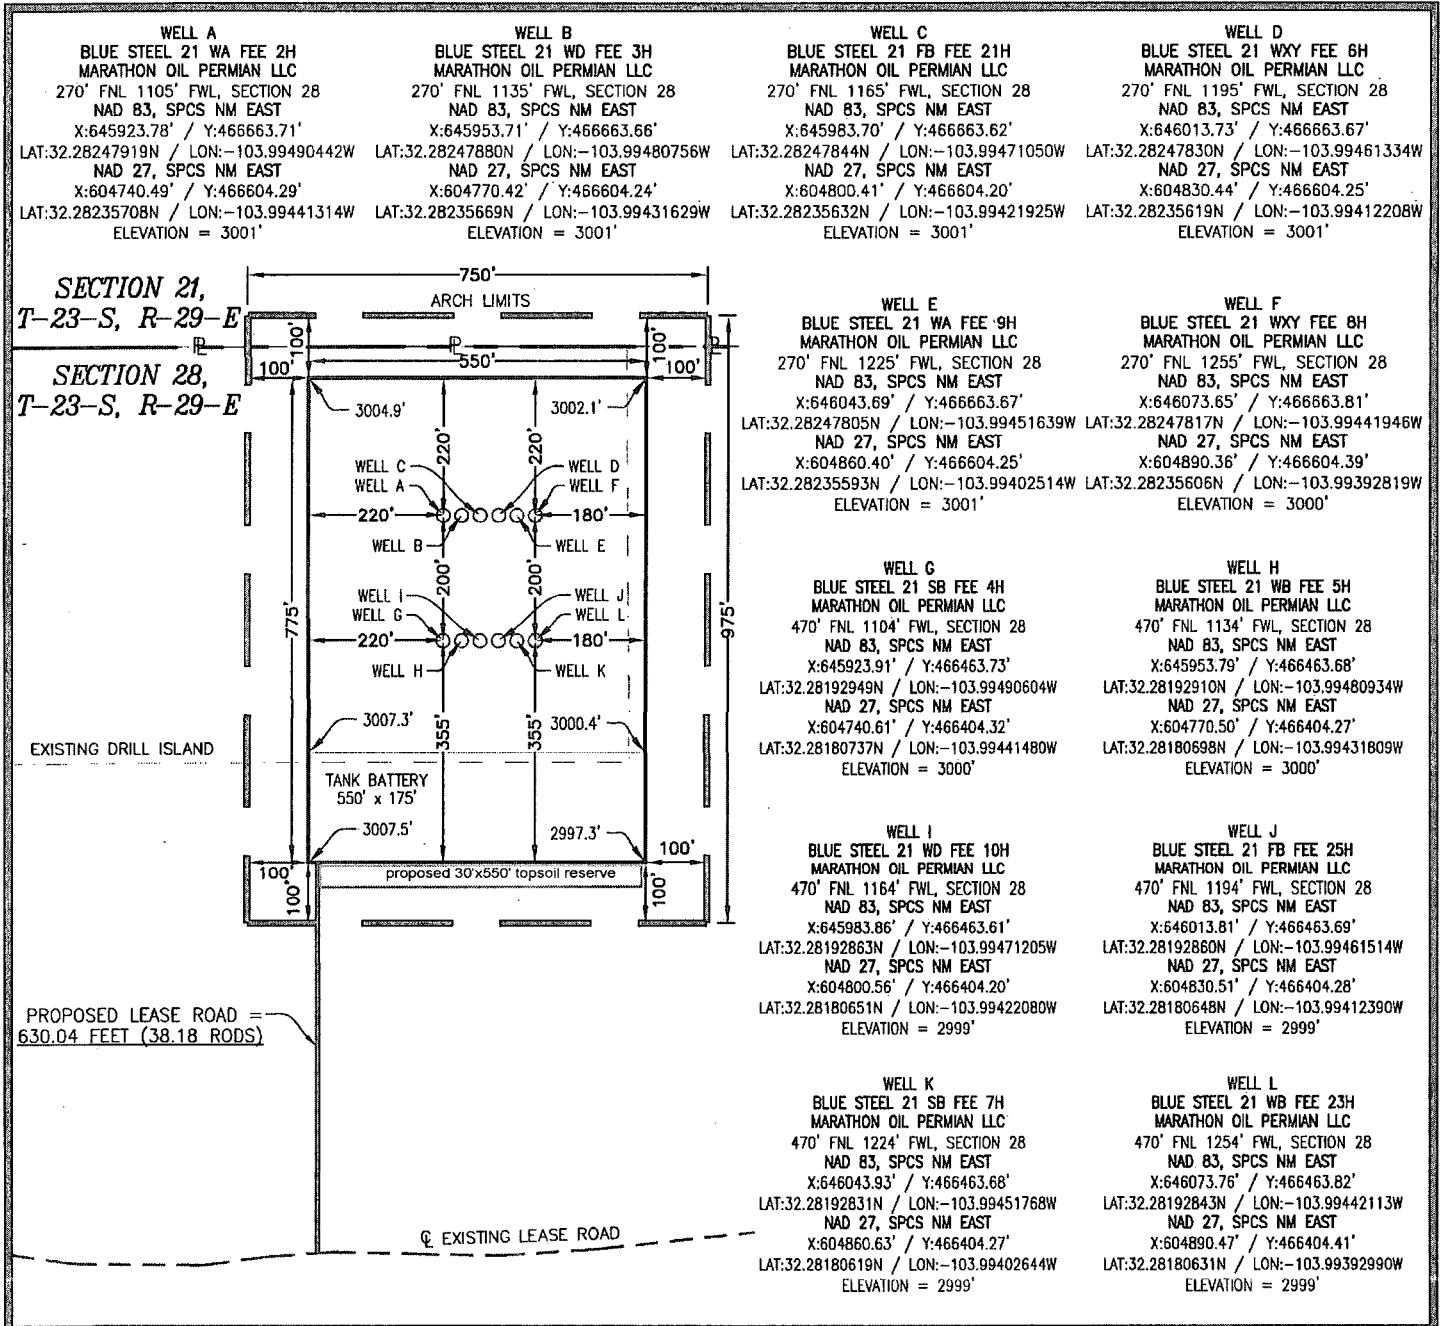 WELL A
BLUE STEEL 21 WA FEE 2H
MARATHON OIL PERMIAN LLC
270' FNL 1105' FWL, SECTION 28
NAD 83, SPCS NM EAST
X:645923.78' / Y:466663.71'
LAT:32.28247919N / LON:-103.99490442W
NAD 27, SPCS NM EAST
X:604740.49' / Y:466604.29'
LAT:32.28235708N / LON:-103.99441314W
ELEVATION = 3001'
WELL B
BLUE STEEL 21 WD FEE 3H
MARATHON OIL PERMIAN LLC
270' FNL 1135' FWL, SECTION 28
NAD 83, SPCS NM EAST
X:645953.71' / Y:466663.66'
LAT:32.28247880N / LON:-103.99480756W
NAD 27, SPCS NM EAST
X:604770.42' / Y:466604.24'
LAT:32.28235669N / LON:-103.99431629W
ELEVATION = 3001'
WELL C
BLUE STEEL 21 FB FEE 21H
MARATHON OIL PERMIAN LLC
270' FNL 1165' FWL, SECTION 28
NAD 83, SPCS NM EAST
X:645983.70' / Y:466663.62'
LAT:32.28247844N / LON:-103.99471050W
NAD 27, SPCS NM EAST
X:604800.41' / Y:466604.20'
LAT:32.28235632N / LON:-103.99421925W
ELEVATION = 3001'
WELL D
BLUE STEEL 21 WXY FEE 6H
MARATHON OIL PERMIAN LLC
270' FNL 1195' FWL, SECTION 28
NAD 83, SPCS NM EAST
X:646013.73' / Y:466663.67'
LAT:32.28247830N / LON:-103.99461334W
NAD 27, SPCS NM EAST
X:604830.44' / Y:466604.25'
LAT:32.28235619N / LON:-103.99412208W
ELEVATION = 3001'
SECTION 21,
T-23-S, R-29-E
SECTION 28,
T-23-S, R-29-E
750'
ARCH LIMITS
100'
100'
PL
PL
PL
550'
100'
100'
3004.9'
3002.1'
220'
220'
WELL C
WELL D
WELL A
WELL F
220'
180'
WELL B
WELL E
200'
200'
WELL I
WELL J
WELL G
WELL L
775'
975'
220'
180'
WELL H
WELL K
3007.3'
3000.4'
355'
355'
EXISTING DRILL ISLAND
TANK BATTERY
550' x 175'
3007.5'
2997.3'
100'
100'
proposed 30'x550' topsoil reserve
100'
100'
PROPOSED LEASE ROAD =
630.04 FEET (38.18 RODS)
CL EXISTING LEASE ROAD
WELL E
BLUE STEEL 21 WA FEE 9H
MARATHON OIL PERMIAN LLC
270' FNL 1225' FWL, SECTION 28
NAD 83, SPCS NM EAST
X:646043.69' / Y:466663.67'
LAT:32.28247805N / LON:-103.99451639W
NAD 27, SPCS NM EAST
X:604860.40' / Y:466604.25'
LAT:32.28235593N / LON:-103.99402514W
ELEVATION = 3001'
WELL F
BLUE STEEL 21 WXY FEE 8H
MARATHON OIL PERMIAN LLC
270' FNL 1255' FWL, SECTION 28
NAD 83, SPCS NM EAST
X:646073.65' / Y:466663.81'
LAT:32.28247817N / LON:-103.99441946W
NAD 27, SPCS NM EAST
X:604890.36' / Y:466604.39'
LAT:32.28235606N / LON:-103.99392819W
ELEVATION = 3000'
WELL G
BLUE STEEL 21 SB FEE 4H
MARATHON OIL PERMIAN LLC
470' FNL 1104' FWL, SECTION 28
NAD 83, SPCS NM EAST
X:645923.91' / Y:466463.73'
LAT:32.28192949N / LON:-103.99490604W
NAD 27, SPCS NM EAST
X:604740.61' / Y:466404.32'
LAT:32.28180737N / LON:-103.99441480W
ELEVATION = 3000'
WELL H
BLUE STEEL 21 WB FEE 5H
MARATHON OIL PERMIAN LLC
470' FNL 1134' FWL, SECTION 28
NAD 83, SPCS NM EAST
X:645953.79' / Y:466463.68'
LAT:32.28192910N / LON:-103.99480934W
NAD 27, SPCS NM EAST
X:604770.50' / Y:466404.27'
LAT:32.28180698N / LON:-103.99431809W
ELEVATION = 3000'
WELL I
BLUE STEEL 21 WD FEE 10H
MARATHON OIL PERMIAN LLC
470' FNL 1164' FWL, SECTION 28
NAD 83, SPCS NM EAST
X:645983.86' / Y:466463.61'
LAT:32.28192863N / LON:-103.99471205W
NAD 27, SPCS NM EAST
X:604800.56' / Y:466404.20'
LAT:32.28180651N / LON:-103.99422080W
ELEVATION = 2999'
WELL J
BLUE STEEL 21 FB FEE 25H
MARATHON OIL PERMIAN LLC
470' FNL 1194' FWL, SECTION 28
NAD 83, SPCS NM EAST
X:646013.81' / Y:466463.69'
LAT:32.28192860N / LON:-103.99461514W
NAD 27, SPCS NM EAST
X:604830.51' / Y:466404.28'
LAT:32.28180648N / LON:-103.99412390W
ELEVATION = 2999'
WELL K
BLUE STEEL 21 SB FEE 7H
MARATHON OIL PERMIAN LLC
470' FNL 1224' FWL, SECTION 28
NAD 83, SPCS NM EAST
X:646043.93' / Y:466463.68'
LAT:32.28192831N / LON:-103.99451768W
NAD 27, SPCS NM EAST
X:604860.63' / Y:466404.27'
LAT:32.28180619N / LON:-103.99402644W
ELEVATION = 2999'
WELL L
BLUE STEEL 21 WB FEE 23H
MARATHON OIL PERMIAN LLC
470' FNL 1254' FWL, SECTION 28
NAD 83, SPCS NM EAST
X:646073.76' / Y:466463.82'
LAT:32.28192843N / LON:-103.99442113W
NAD 27, SPCS NM EAST
X:604890.47' / Y:466404.41'
LAT:32.28180631N / LON:-103.99392990W
ELEVATION = 2999'